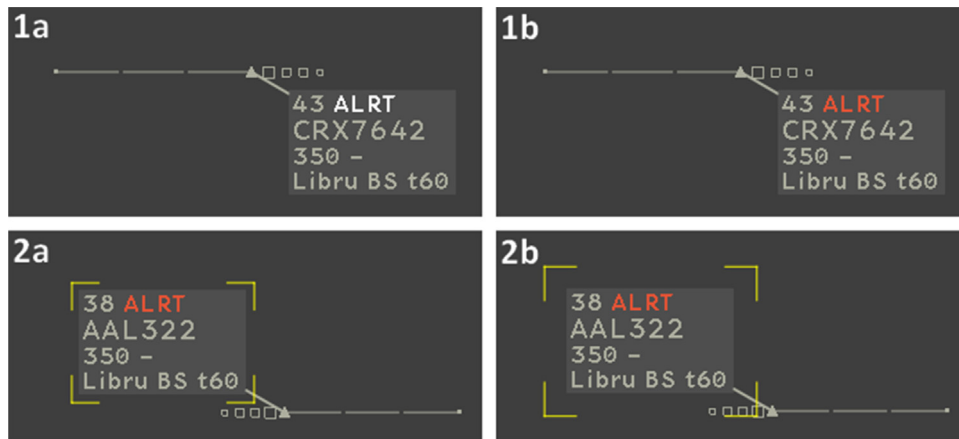 1a
43 ALRT
CRX7642
350 –
Libru BS t60
1b
43 ALRT
CRX7642
350 –
Libru BS t60
2a
38 ALRT
AAL322
350 –
Libru BS t60
2b
38 ALRT
AAL322
350 –
Libru BS t60